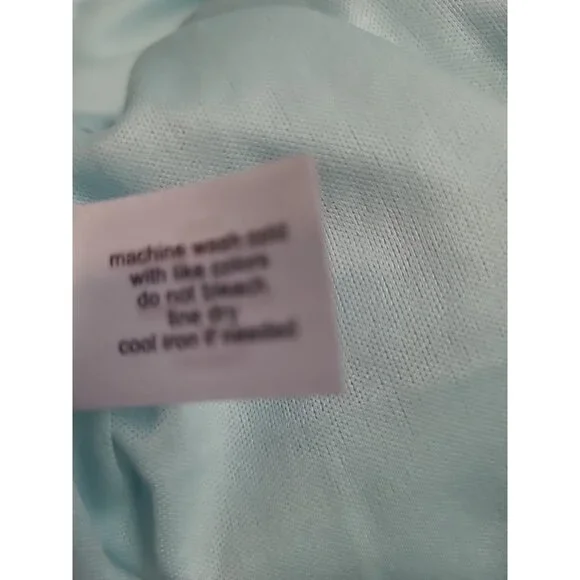 machine wash cold
with like colors
do not bleach
line dry
cool iron if needed